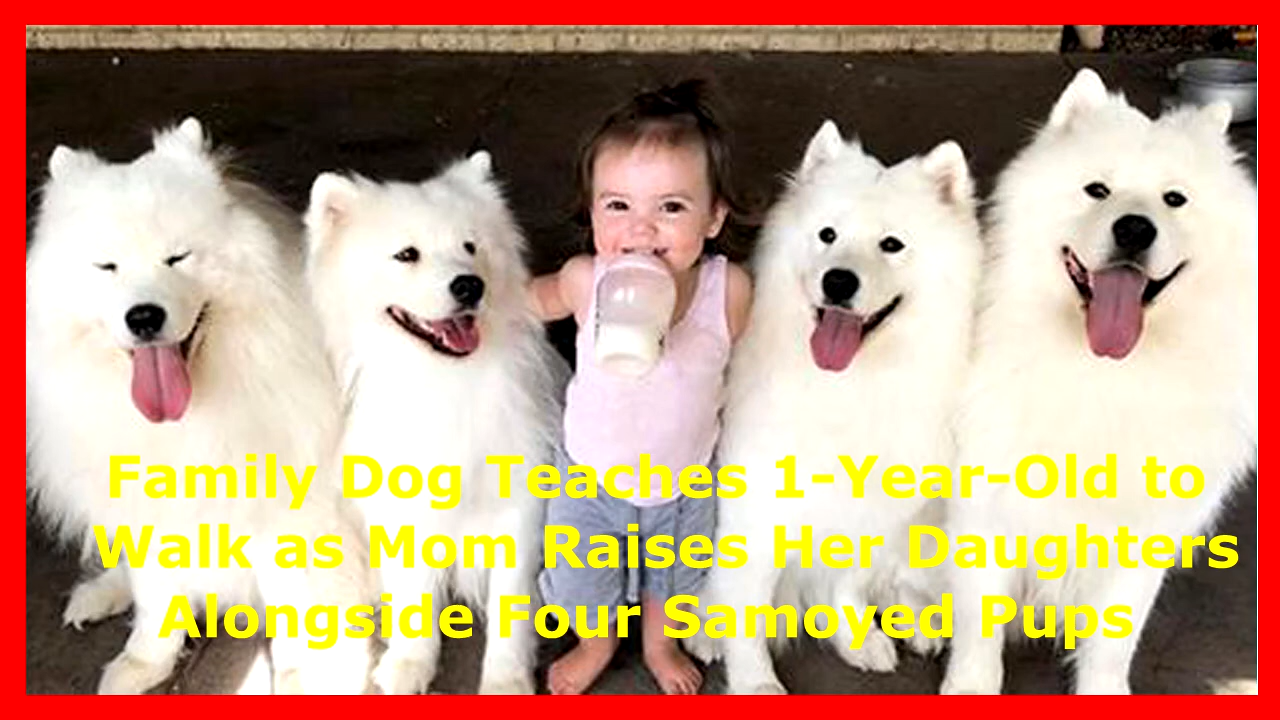 Family Dog Teaches 1-Year-Old to
Walk as Mom Raises Her Daughters
Alongside Four Samoyed Pups